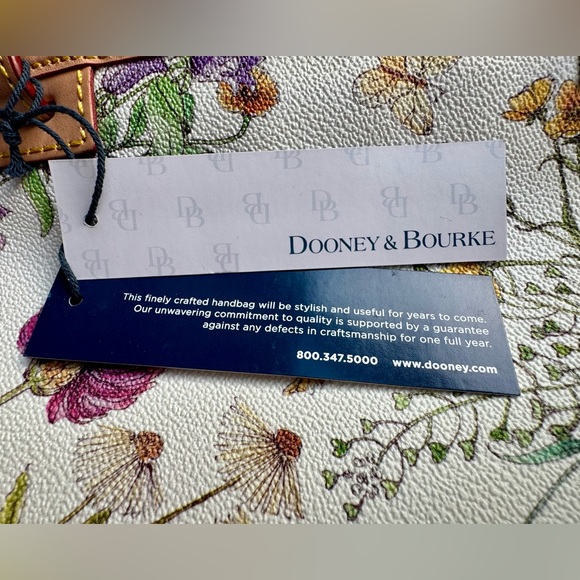 DOONEY & BOURKE
This finely crafted handbag will be stylish and useful for years to come.
Our unwavering commitment to quality is supported by a guarantee
against any defects in craftsmanship for one full year.
800.347.5000 www.dooney.com